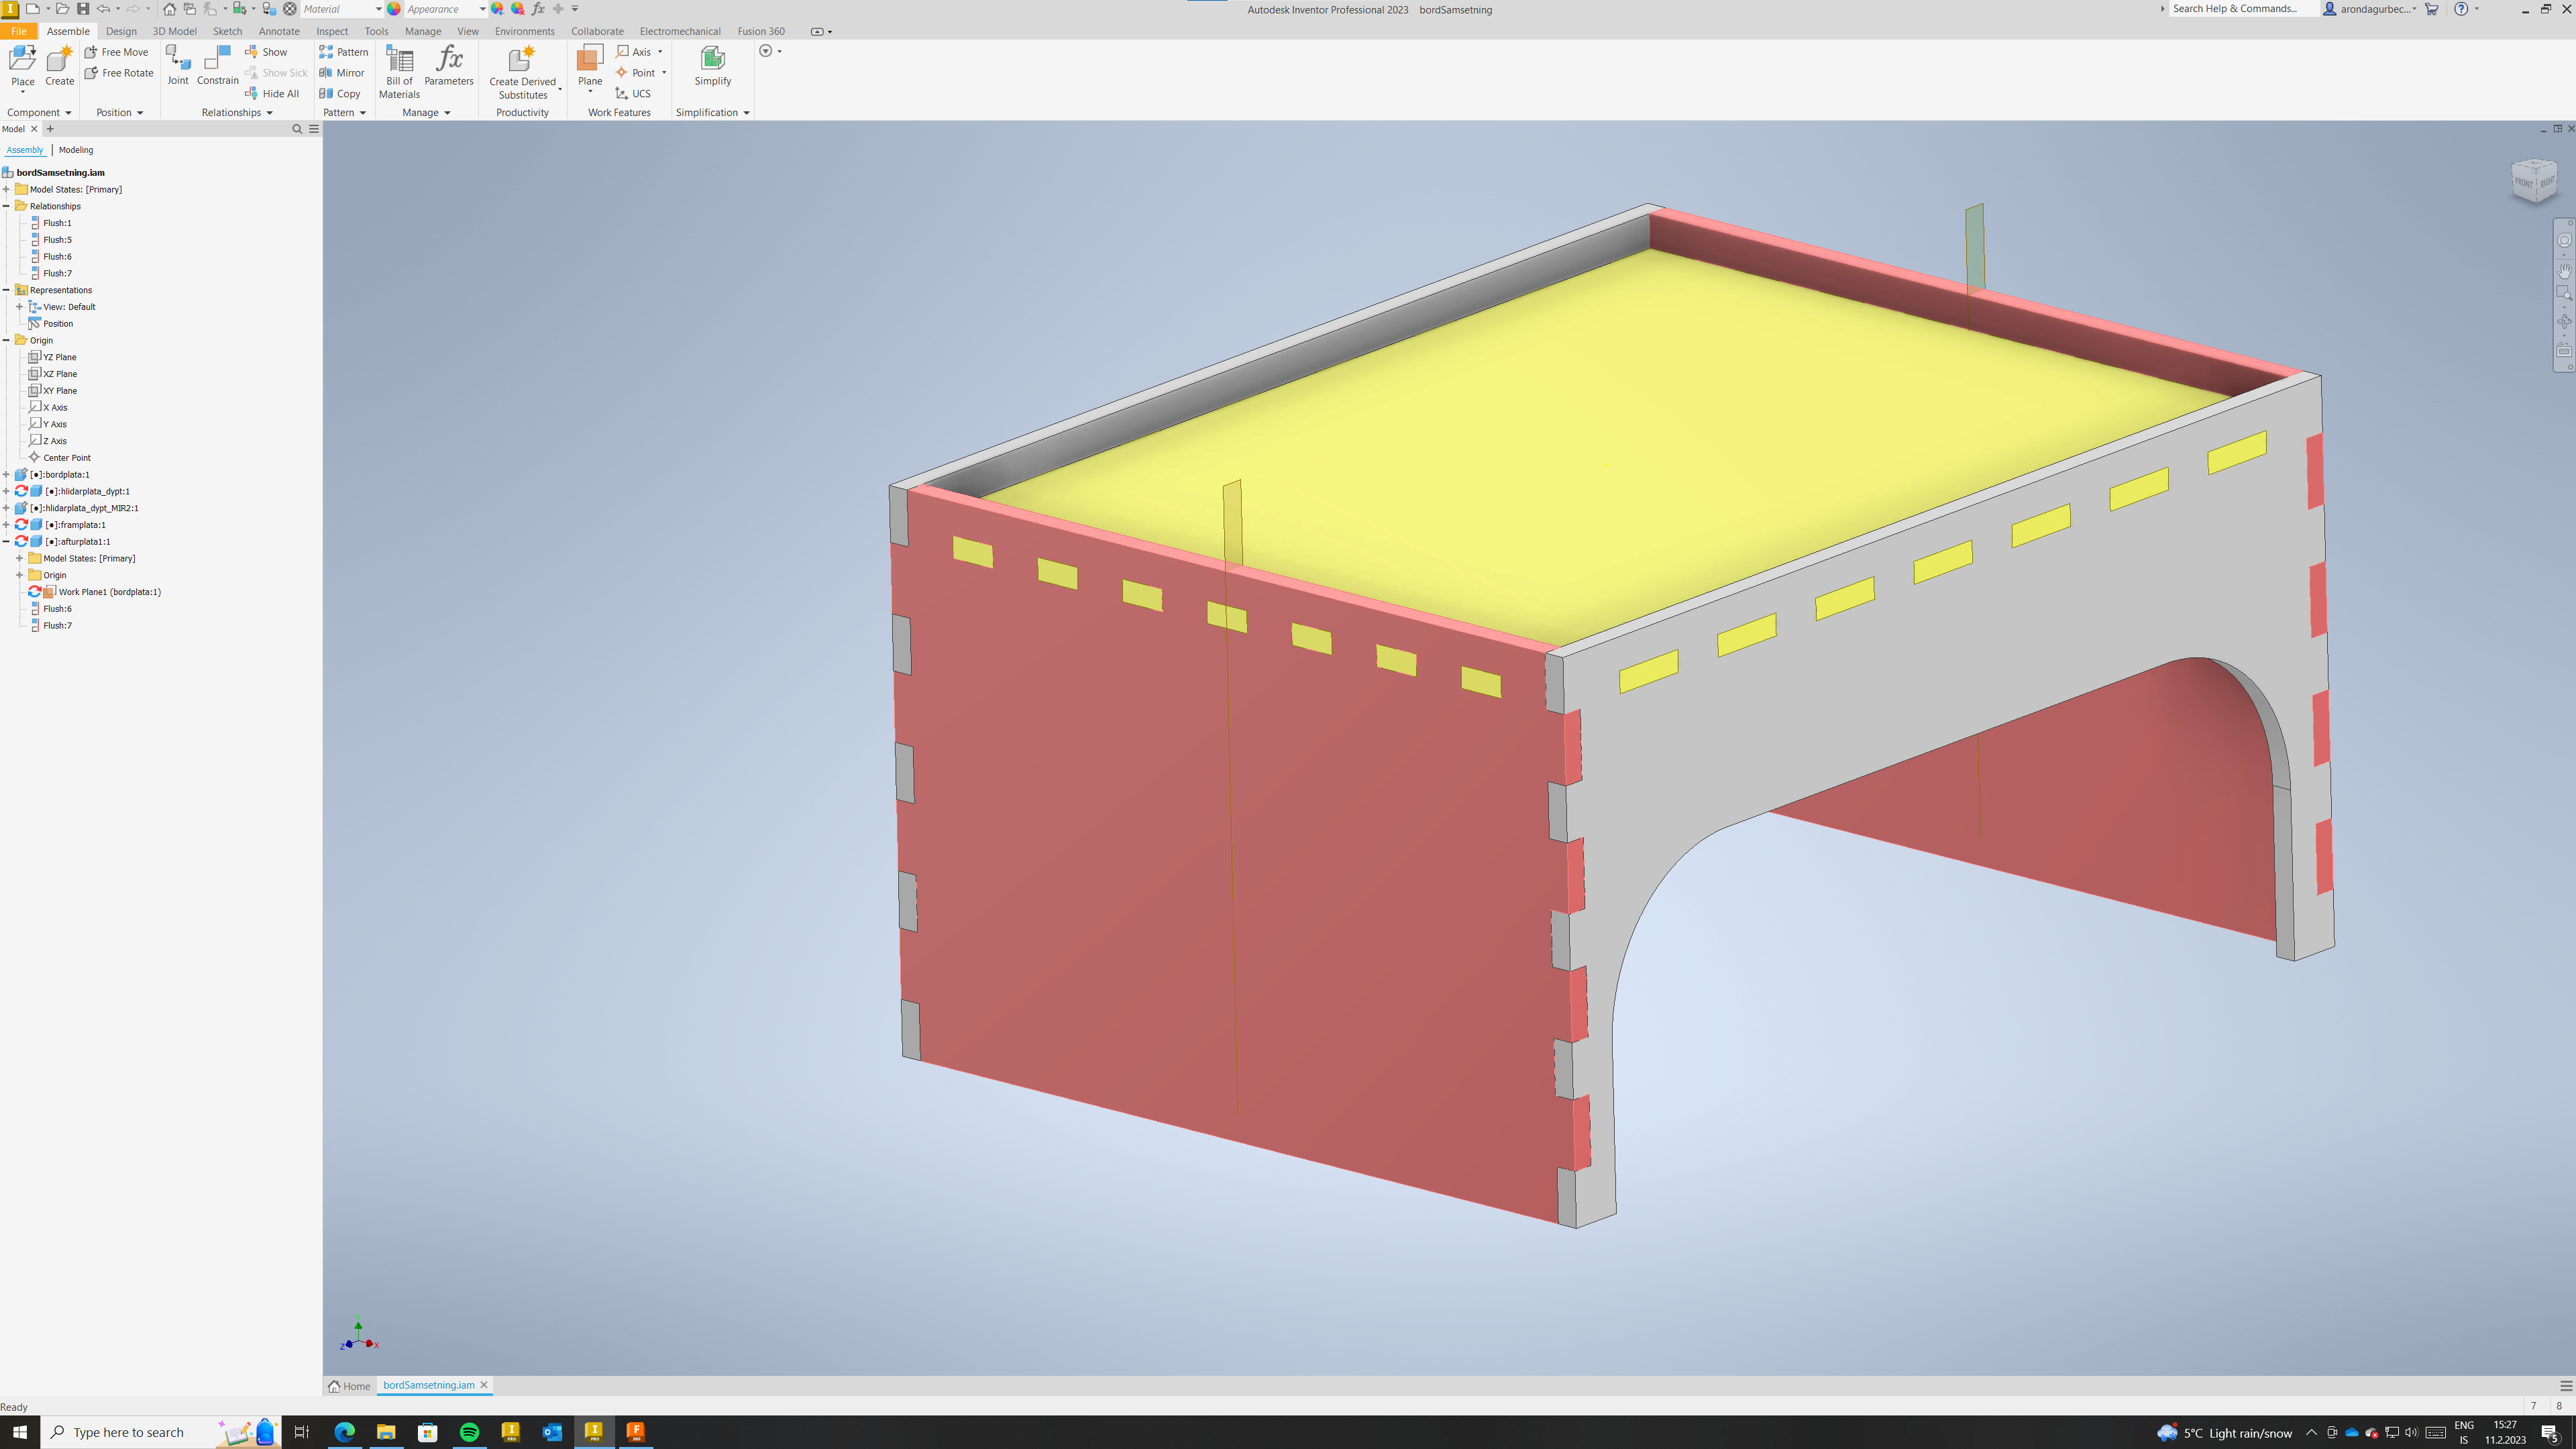 Material
Appearance
Autodesk Inventor Professional 2023 bordSamsetning
Search Help & Commands...
arondagurbec...
File Assemble Design 3D Model Sketch Annotate Inspect Tools Manage View Environments Collaborate Electromechanical Fusion 360
Place
Create
Free Move
Free Rotate
Joint
Constrain
Show
Show Sick
Hide All
Pattern
Mirror
Copy
Bill of
Materials
Parameters
Create Derived
Substitutes
Plane
Axis
Point
UCS
Simplify
Component Position Relationships Pattern Manage Productivity Work Features Simplification
Model
Assembly Modeling
bordSamsetning.iam
Model States: [Primary]
Relationships
Flush:1
Flush:5
Flush:6
Flush:7
Representations
View: Default
Position
Origin
YZ Plane
XZ Plane
XY Plane
X Axis
Y Axis
Z Axis
Center Point
[●]:bordplata:1
[●]:hlidarplata_dypt:1
[●]:hlidarplata_dypt_MIR2:1
[●]:framplata:1
[●]:afturplata1:1
Model States: [Primary]
Origin
Work Plane1 (bordplata:1)
Flush:6
Flush:7
FRONT RIGHT
Z X
Home bordSamsetning.iam
Ready
7 8
Type here to search
5°C Light rain/snow
ENG
IS
15:27
11.2.2023
5